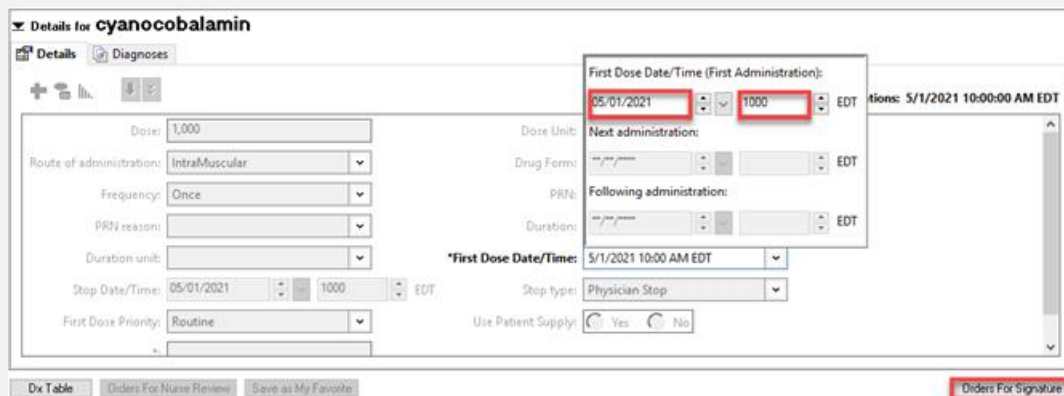 Details for cyanocobalamin
Details Diagnoses
First Dose Date/Time (First Administration):
05/01/2021 1000 EDT
tions: 5/1/2021 10:00:00 AM EDT
Next administration:
**/**/**** EDT
Following administration:
**/**/**** EDT
Dose: 1,000 Dose Unit:
Route of administration: IntraMuscular Drug Form:
Frequency: Once PRN:
PRN reason: Duration:
Duration unit: *First Dose Date/Time: 5/1/2021 10:00 AM EDT
Stop Date/Time: 05/01/2021 1000 EDT Stop type: Physician Stop
First Dose Priority: Routine Use Patient Supply: Yes No
Dx Table Orders For Nurse Review Save as My Favorite Orders For Signature